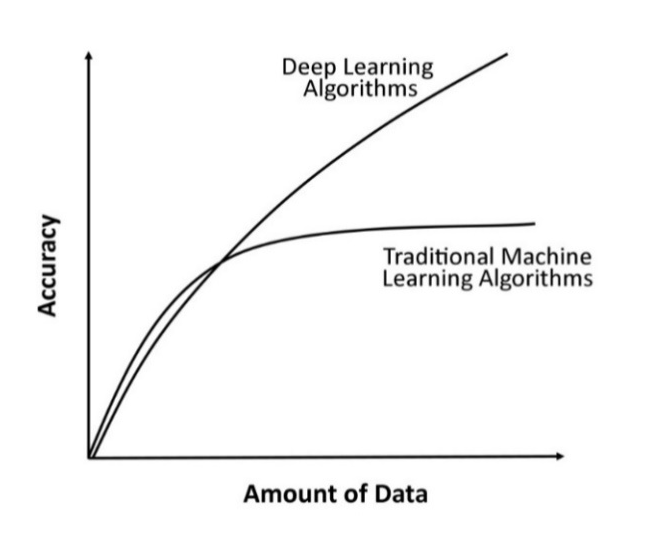 Deep Learning
Algorithms
Accuracy
Traditional Machine
Learning Algorithms
Amount of Data